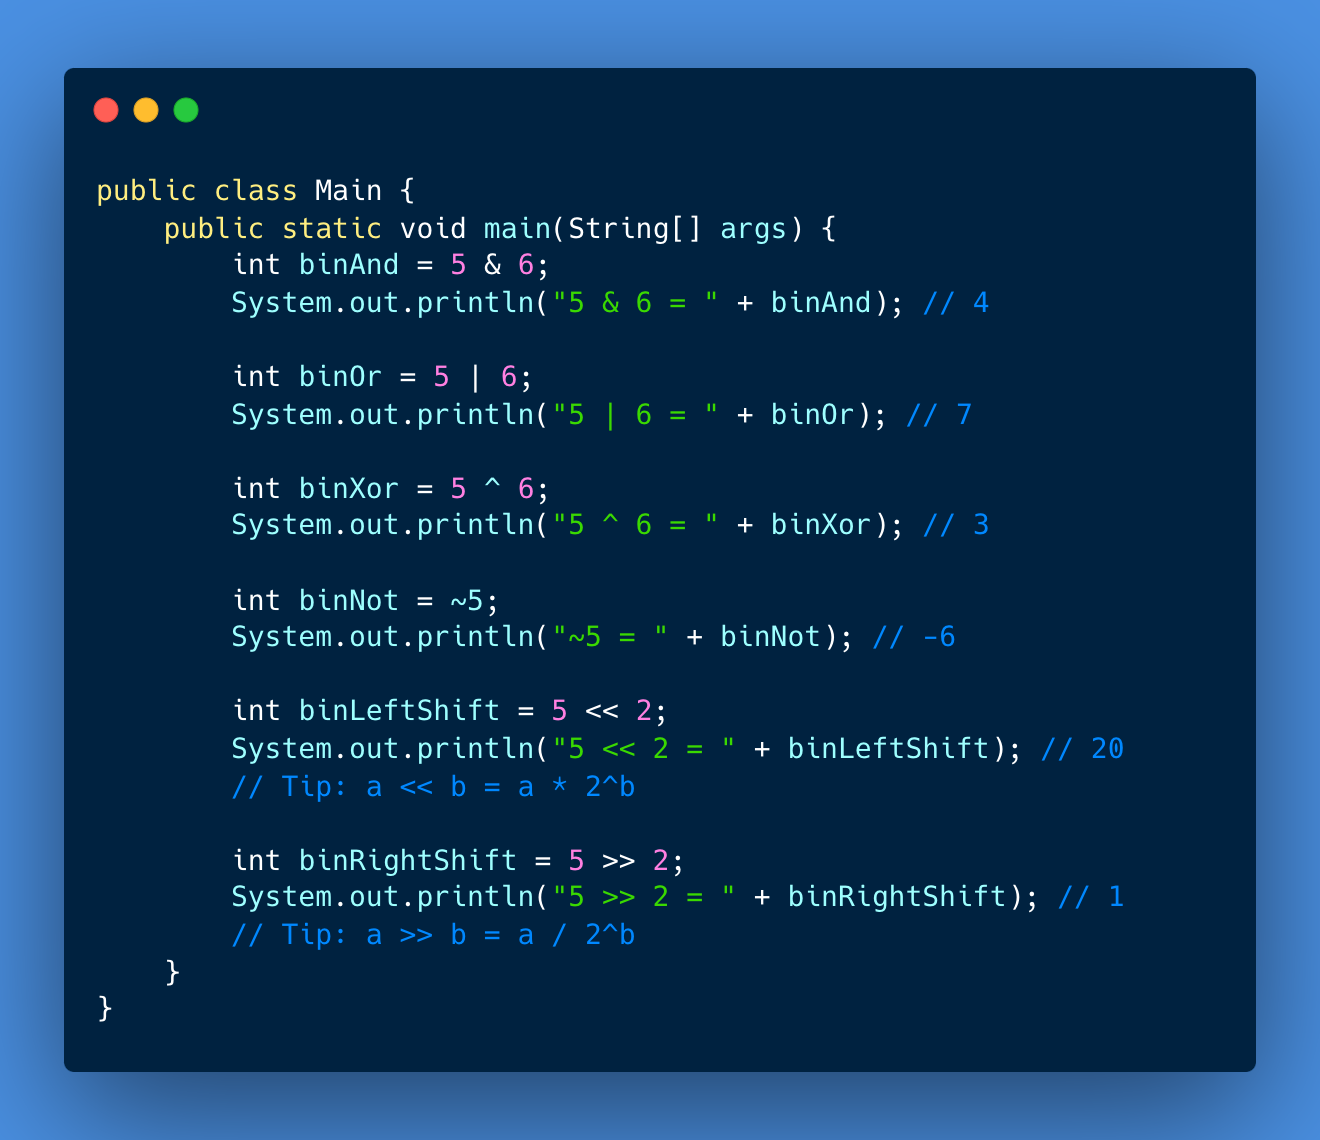 public class Main {
    public static void main(String[] args) {
        int binAnd = 5 & 6;
        System.out.println("5 & 6 = " + binAnd); // 4

        int binOr = 5 | 6;
        System.out.println("5 | 6 = " + binOr); // 7

        int binXor = 5 ^ 6;
        System.out.println("5 ^ 6 = " + binXor); // 3

        int binNot = ~5;
        System.out.println("~5 = " + binNot); // -6

        int binLeftShift = 5 << 2;
        System.out.println("5 << 2 = " + binLeftShift); // 20
        // Tip: a << b = a * 2^b

        int binRightShift = 5 >> 2;
        System.out.println("5 >> 2 = " + binRightShift); // 1
        // Tip: a >> b = a / 2^b
    }
}